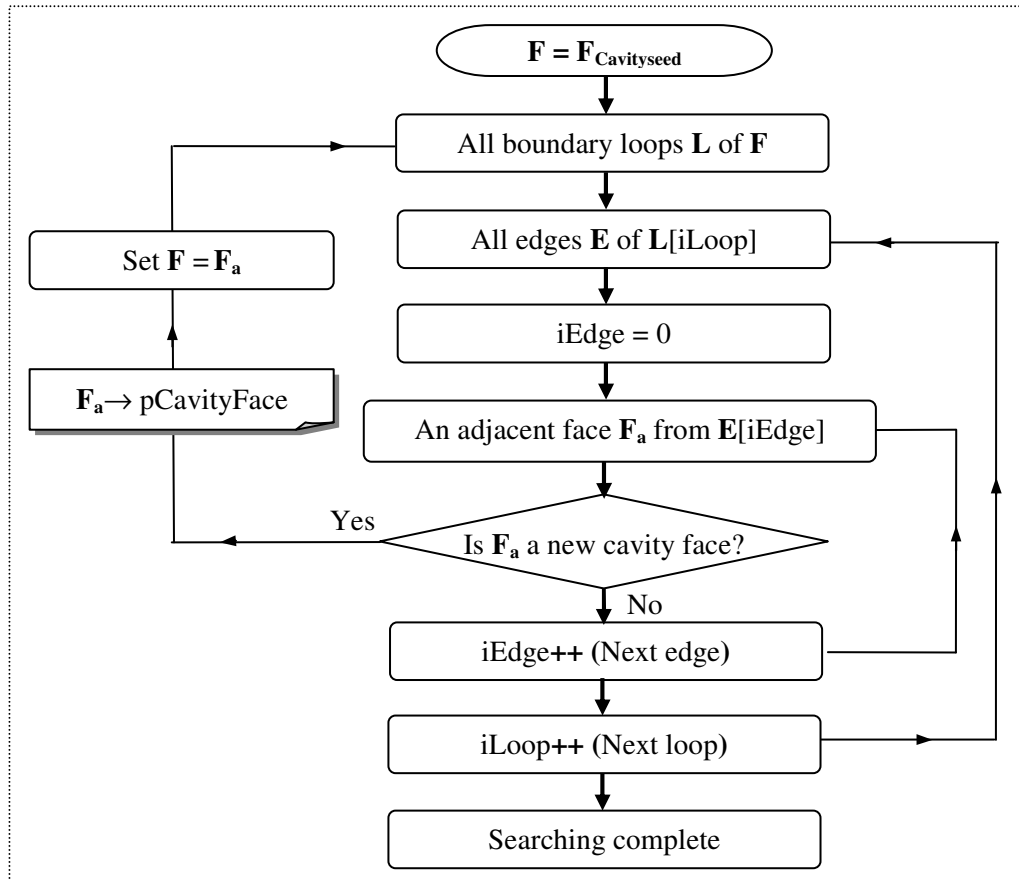 F = F_Cavityseed
All boundary loops L of F
All edges E of L[iLoop]
Set F = F_a
iEdge = 0
F_a → pCavityFace
An adjacent face F_a from E[iEdge]
Yes
Is F_a a new cavity face?
No
iEdge++ (Next edge)
iLoop++ (Next loop)
Searching complete